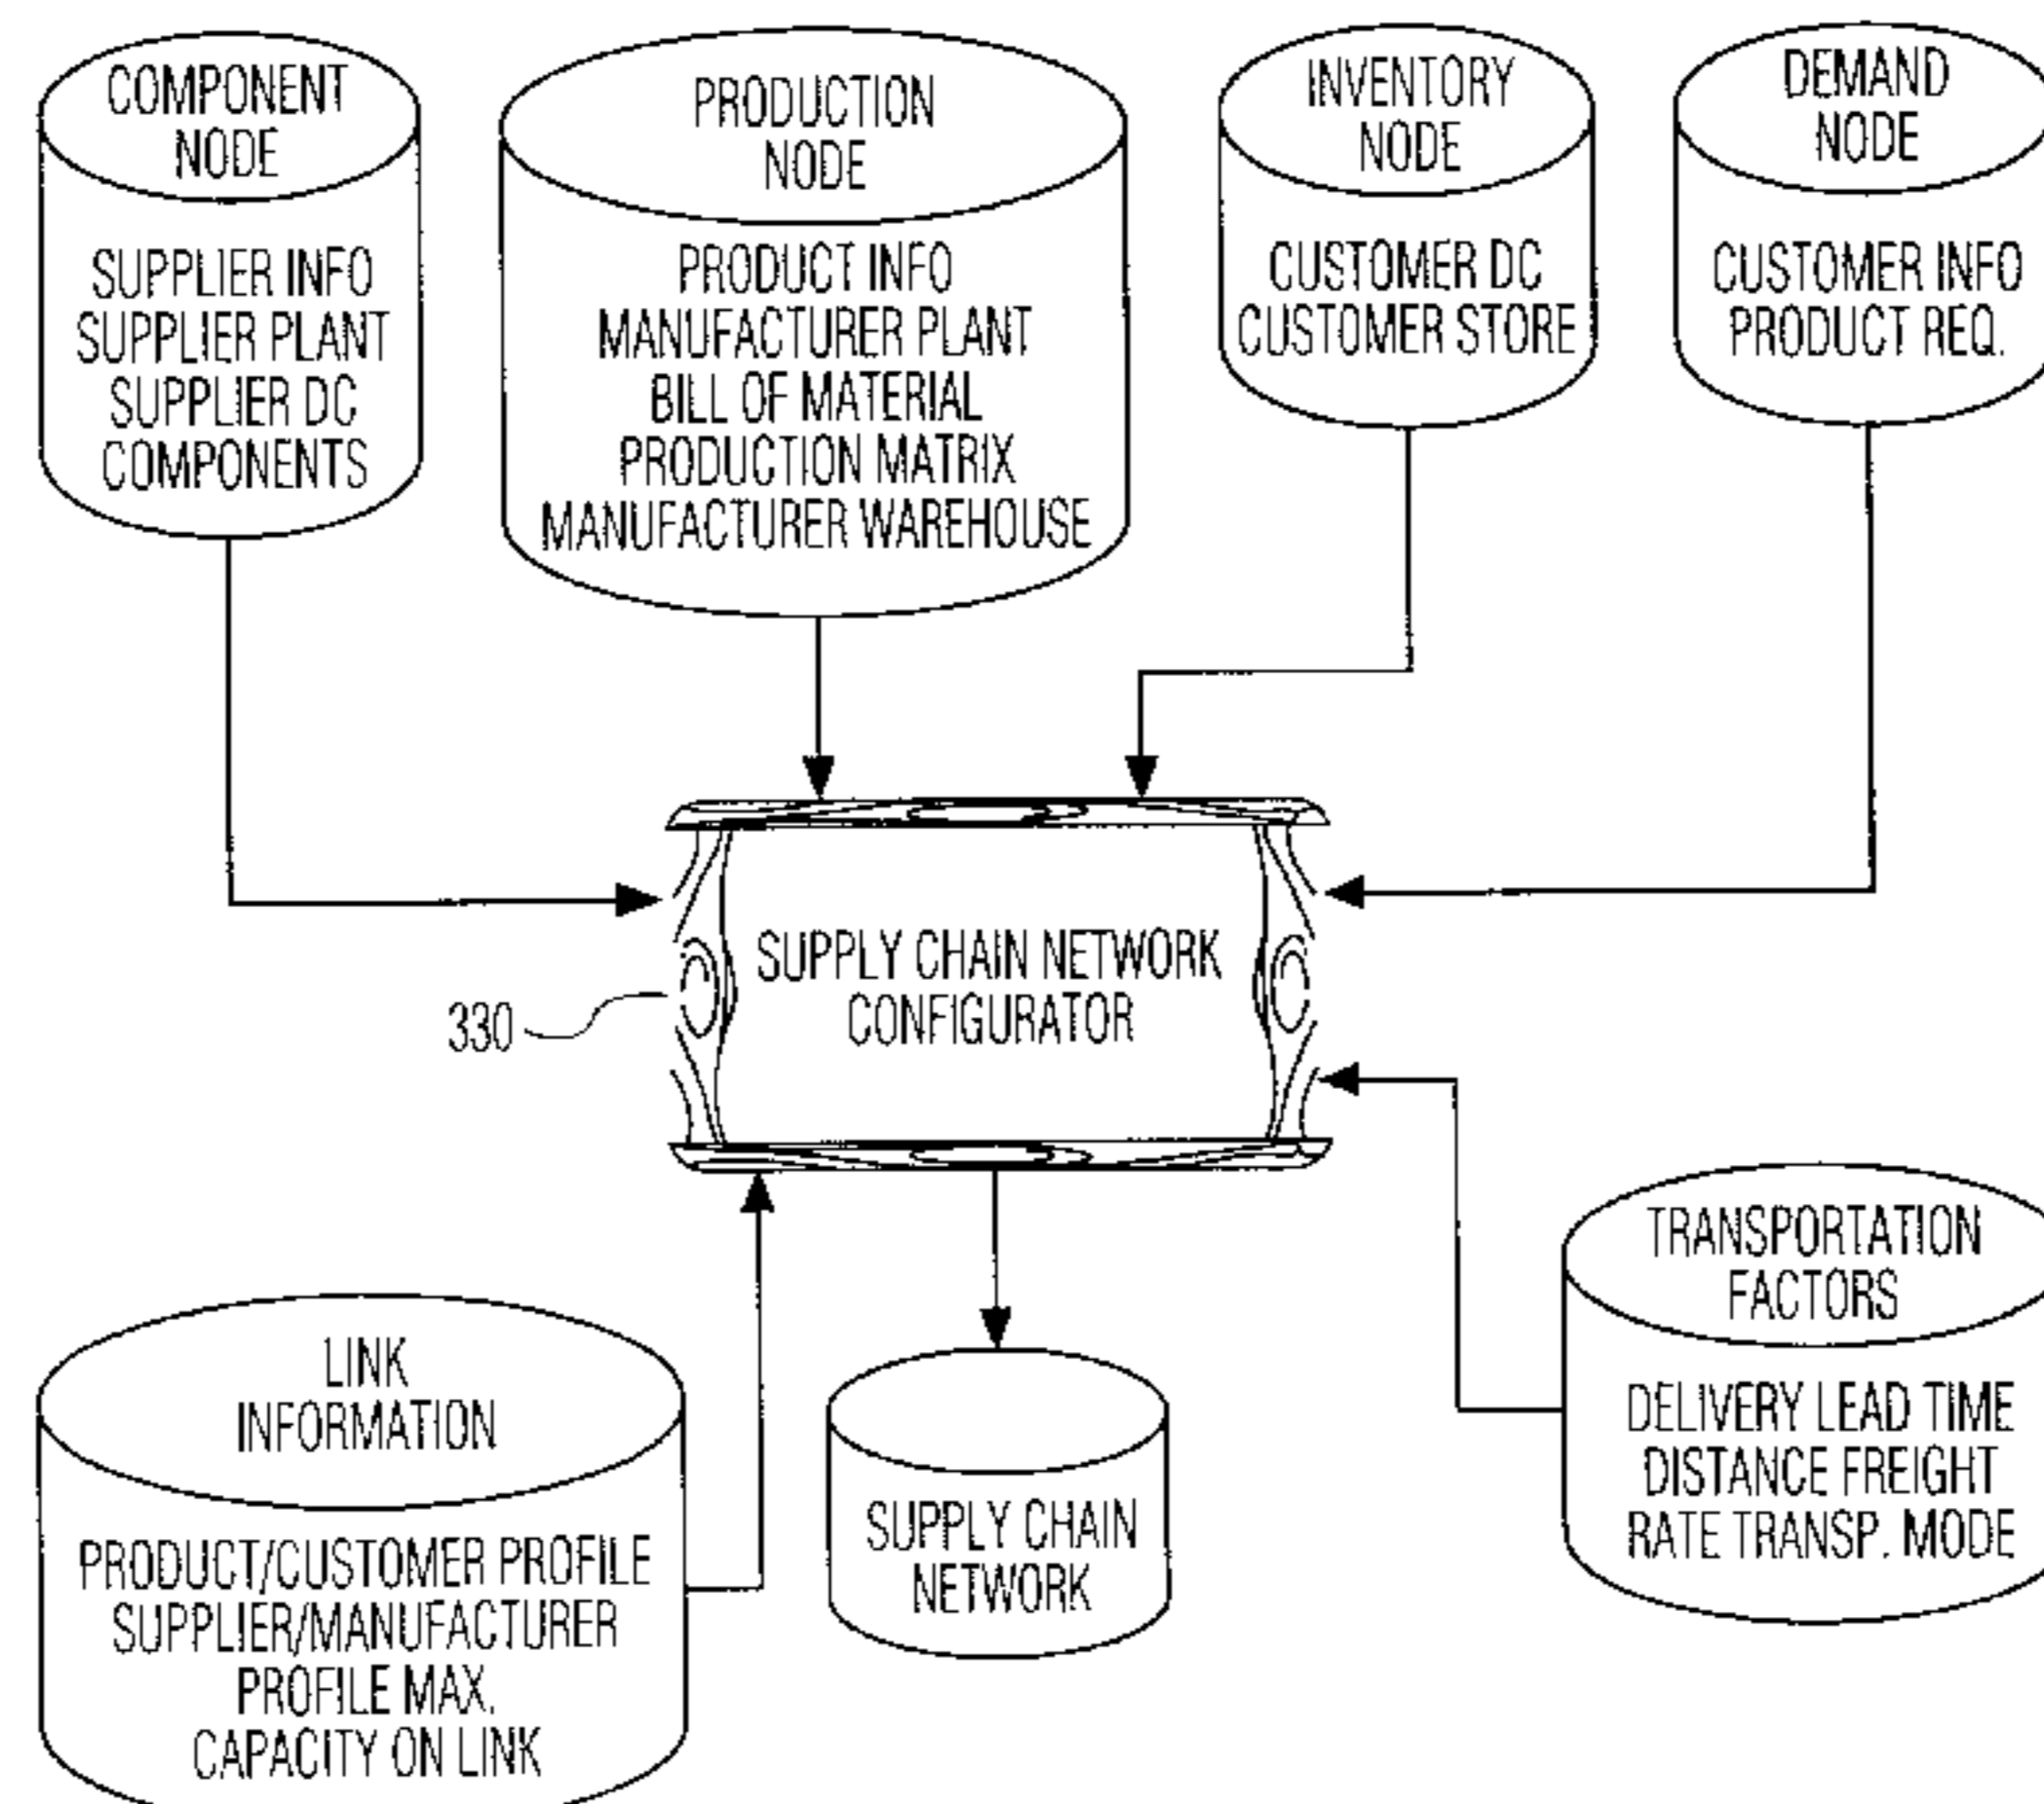 COMPONENT
NODE
SUPPLIER INFO
SUPPLIER PLANT
SUPPLIER DC
COMPONENTS
PRODUCTION
NODE
PRODUCT INFO
MANUFACTURER PLANT
BILL OF MATERIAL
PRODUCTION MATRIX
MANUFACTURER WAREHOUSE
INVENTORY
NODE
CUSTOMER DC
CUSTOMER STORE
DEMAND
NODE
CUSTOMER INFO
PRODUCT REQ.
SUPPLY CHAIN NETWORK
CONFIGURATOR
330
LINK
INFORMATION
PRODUCT/CUSTOMER PROFILE
SUPPLIER/MANUFACTURER
PROFILE MAX.
CAPACITY ON LINK
SUPPLY CHAIN
NETWORK
TRANSPORTATION
FACTORS
DELIVERY LEAD TIME
DISTANCE FREIGHT
RATE TRANSP. MODE